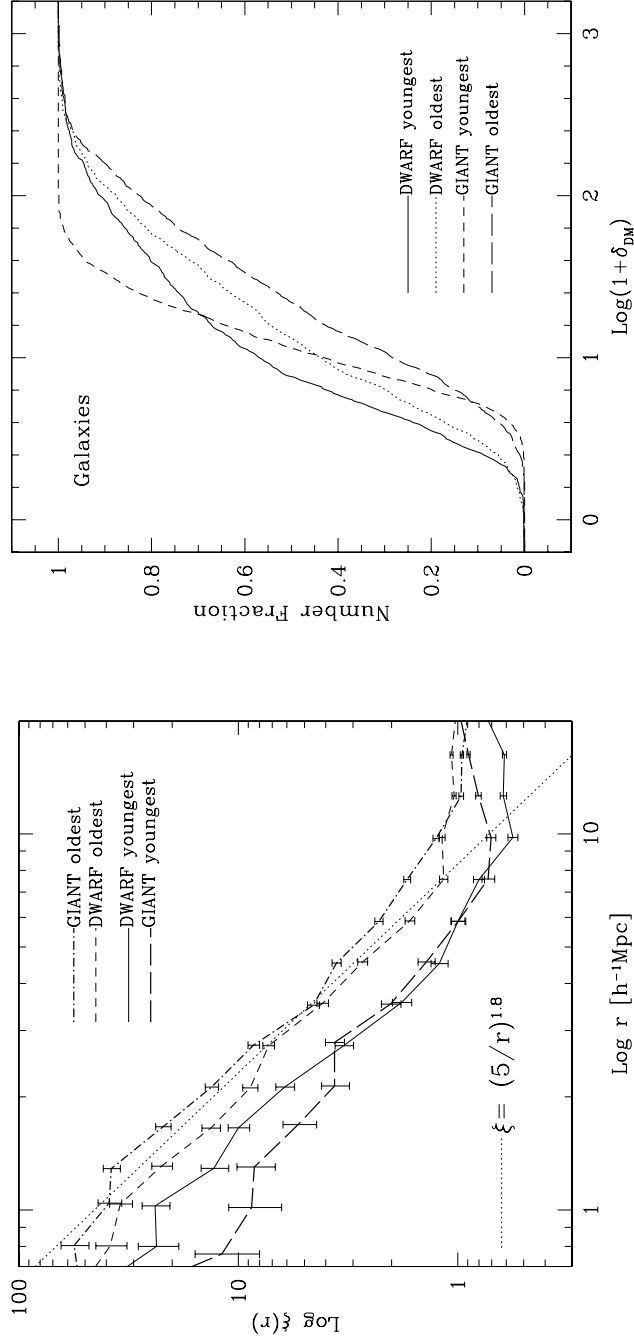 100
10
1
Log ξ(r)
GIANT oldest
DWARF oldest
DWARF youngest
GIANT youngest
ξ= (5/r)^1.8
1
10
Log r [h⁻¹Mpc]
1
0.8
0.6
0.4
0.2
0
Number Fraction
Galaxies
DWARF youngest
DWARF oldest
GIANT youngest
GIANT oldest
0
1
2
3
Log(1+δ_DM)